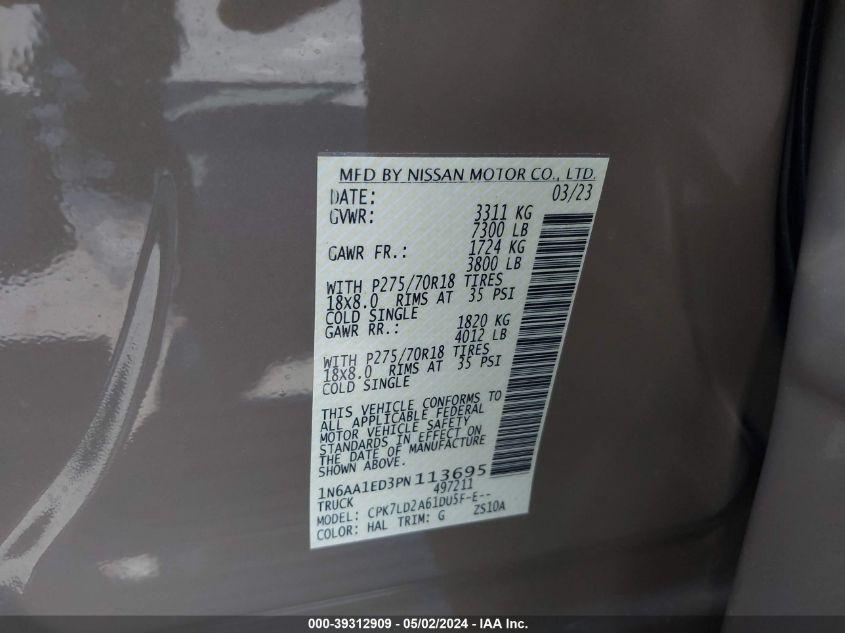 MFD BY NISSAN MOTOR CO., LTD.
DATE: 03/23
GVWR: 3311 KG
7300 LB
GAWR FR.: 1724 KG
3800 LB
WITH P275/70R18 TIRES
18x8.0 RIMS AT 35 PSI
COLD SINGLE
GAWR RR.: 1820 KG
4012 LB
WITH P275/70R18 TIRES
18x8.0 RIMS AT 35 PSI
COLD SINGLE
THIS VEHICLE CONFORMS TO
ALL APPLICABLE FEDERAL
MOTOR VEHICLE SAFETY
STANDARDS IN EFFECT ON
THE DATE OF MANUFACTURE
SHOWN ABOVE.
1N6AA1ED3PN113695
TRUCK 497211
MODEL: CPK7LD2A61DU5F-E--
COLOR: HAL TRIM: G ZS10A
000-39312909 - 05/02/2024 - IAA Inc.